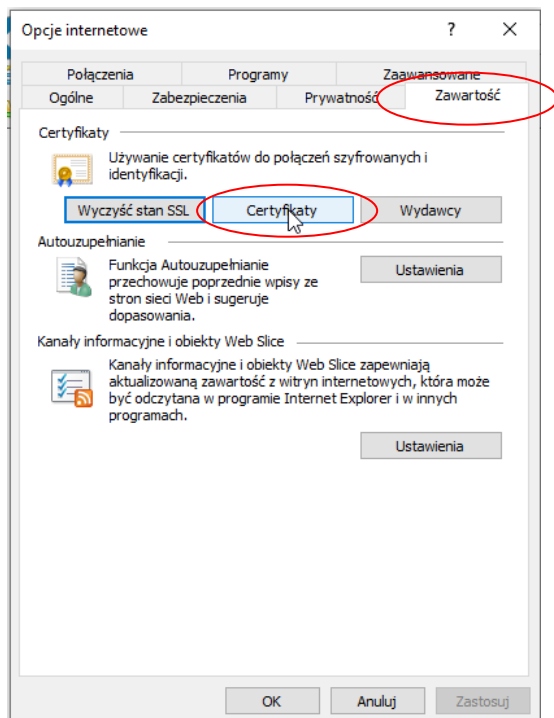 Opcje internetowe
?
Połączenia Programy Zaawansowane
Ogólne Zabezpieczenia Prywatność Zawartość
Certyfikaty
Używanie certyfikatów do połączeń szyfrowanych i
identyfikacji.
Wyczyść stan SSL Certyfikaty Wydawcy
Autouzupełnianie
Funkcja Autouzupełnianie
przechowuje poprzednie wpisy ze
stron sieci Web i sugeruje
dopasowania.
Ustawienia
Kanały informacyjne i obiekty Web Slice
Kanały informacyjne i obiekty Web Slice zapewniają
aktualizowaną zawartość z witryn internetowych, która może
być odczytana w programie Internet Explorer i w innych
programach.
Ustawienia
OK Anuluj Zastosuj